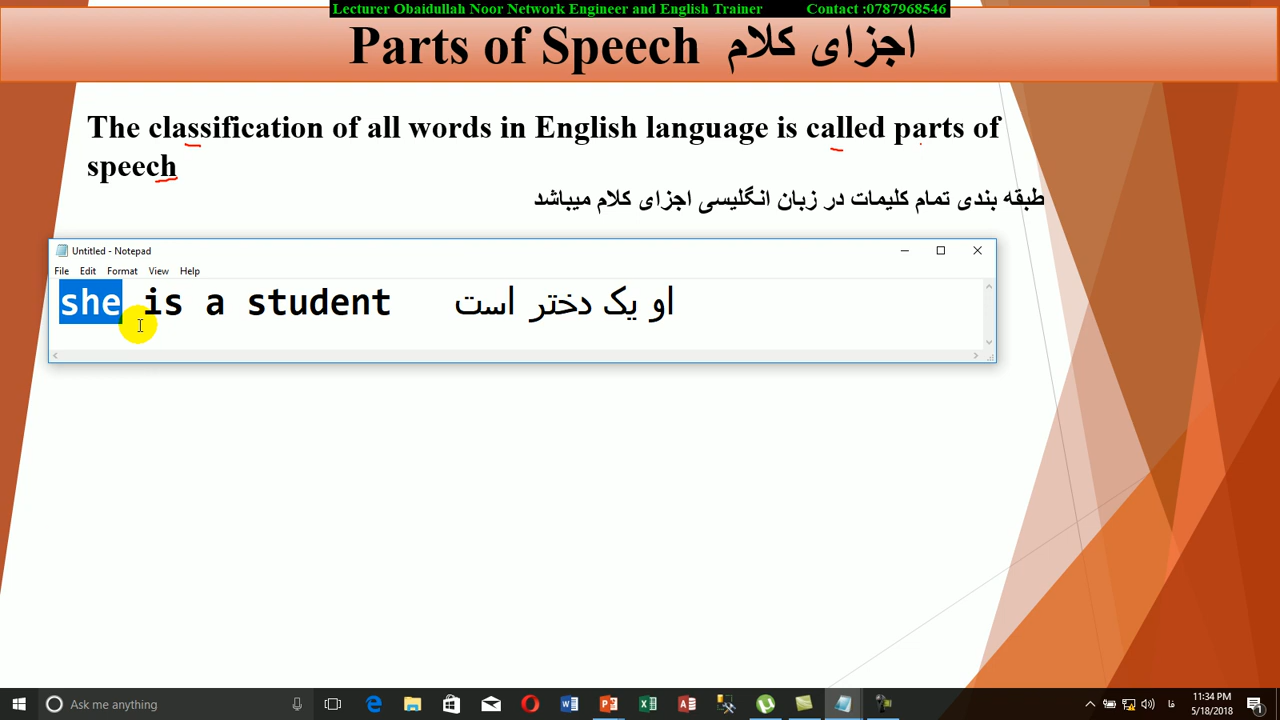 Lecturer Obaidullah Noor Network Engineer and English Trainer Contact :0787968546
Parts of Speech اجزای کلام
The classification of all words in English language is called parts of
speech
طبقه بندی تمام کلیمات در زبان انگلیسی اجزای کلام میباشد
Untitled - Notepad
File Edit Format View Help
she is a student او یک دختر است
Ask me anything
فا
11:34 PM
5/18/2018
1